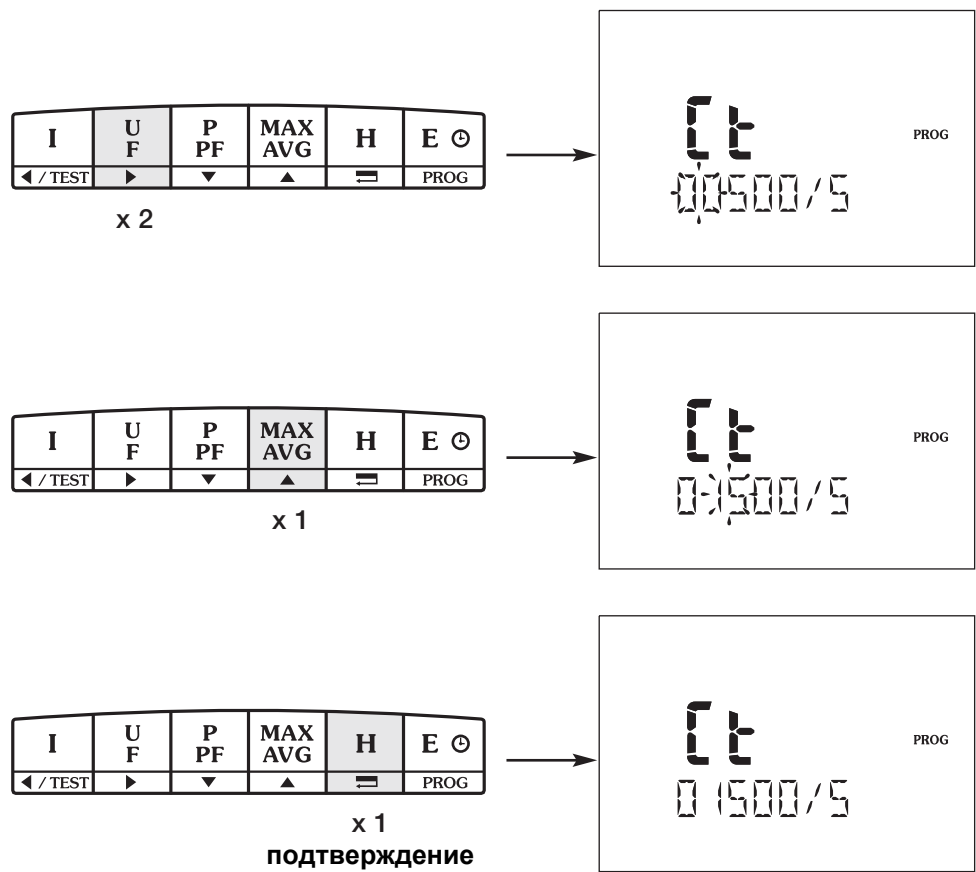 I U F P PF MAX AVG H E
◀ / TEST ▶ ▼ ▲ PROG
x 2
Ct PROG
00500/5
I U F P PF MAX AVG H E
◀ / TEST ▶ ▼ ▲ PROG
x 1
Ct PROG
01500/5
I U F P PF MAX AVG H E
◀ / TEST ▶ ▼ ▲ PROG
x 1
подтверждение
Ct PROG
01500/5